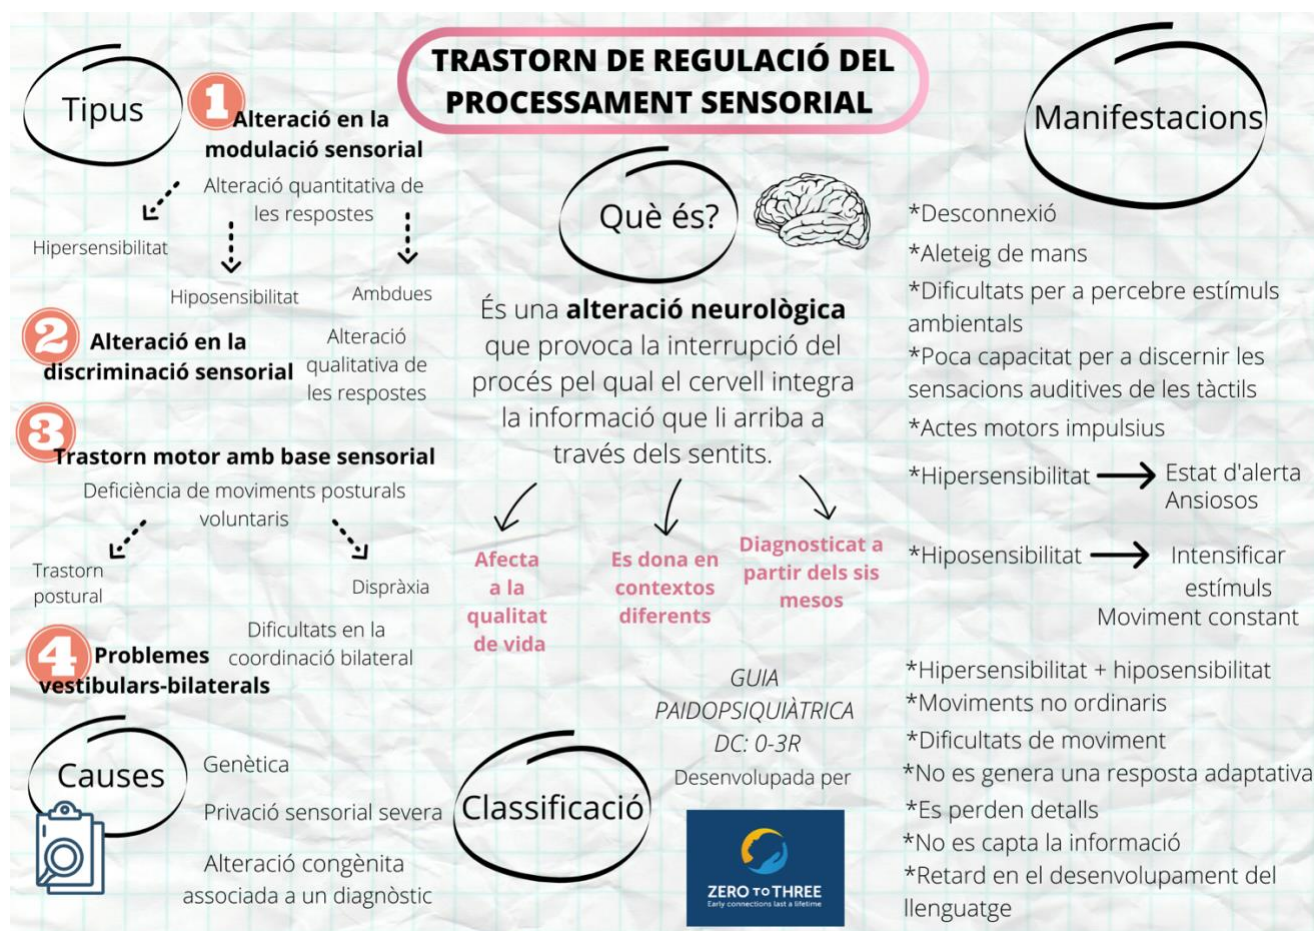 TRASTORN DE REGULACIÓ DEL
PROCESSAMENT SENSORIAL
Tipus
1
Alteració en la
modulació sensorial
Alteració quantitativa de
les respostes
Hipersensibilitat
Hiposensibilitat
Ambdues
2
Alteració en la
discriminació sensorial
Alteració
qualitativa de
les respostes
3
Trastorn motor amb base sensorial
Deficiència de moviments posturals
voluntaris
Trastorn
postural
Dispràxia
4
Problemes
vestibulars-bilaterals
Dificultats en la
coordinació bilateral
Causes
Genètica
Privació sensorial severa
Alteració congènita
associada a un diagnòstic
Què és?
És una alteració neurològica
que provoca la interrupció del
procés pel qual el cervell integra
la informació que li arriba a
través dels sentits.
Afecta
a la
qualitat
de vida
Es dona en
contextos
diferents
Diagnosticat a
partir dels sis
mesos
Classificació
GUIA
PAIDOPSIQUIÀTRICA
DC: 0-3R
Desenvolupada per
ZERO TO THREE
Early connections last a lifetime
Manifestacions
*Desconnexió
*Aleteig de mans
*Dificultats per a percebre estímuls
ambientals
*Poca capacitat per a discernir les
sensacions auditives de les tàctils
*Actes motors impulsius
*Hipersensibilitat
Estat d'alerta
Ansiosos
*Hiposensibilitat
Intensificar
estímuls
Moviment constant
*Hipersensibilitat + hiposensibilitat
*Moviments no ordinaris
*Dificultats de moviment
*No es genera una resposta adaptativa
*Es perden detalls
*No es capta la informació
*Retard en el desenvolupament del
llenguatge